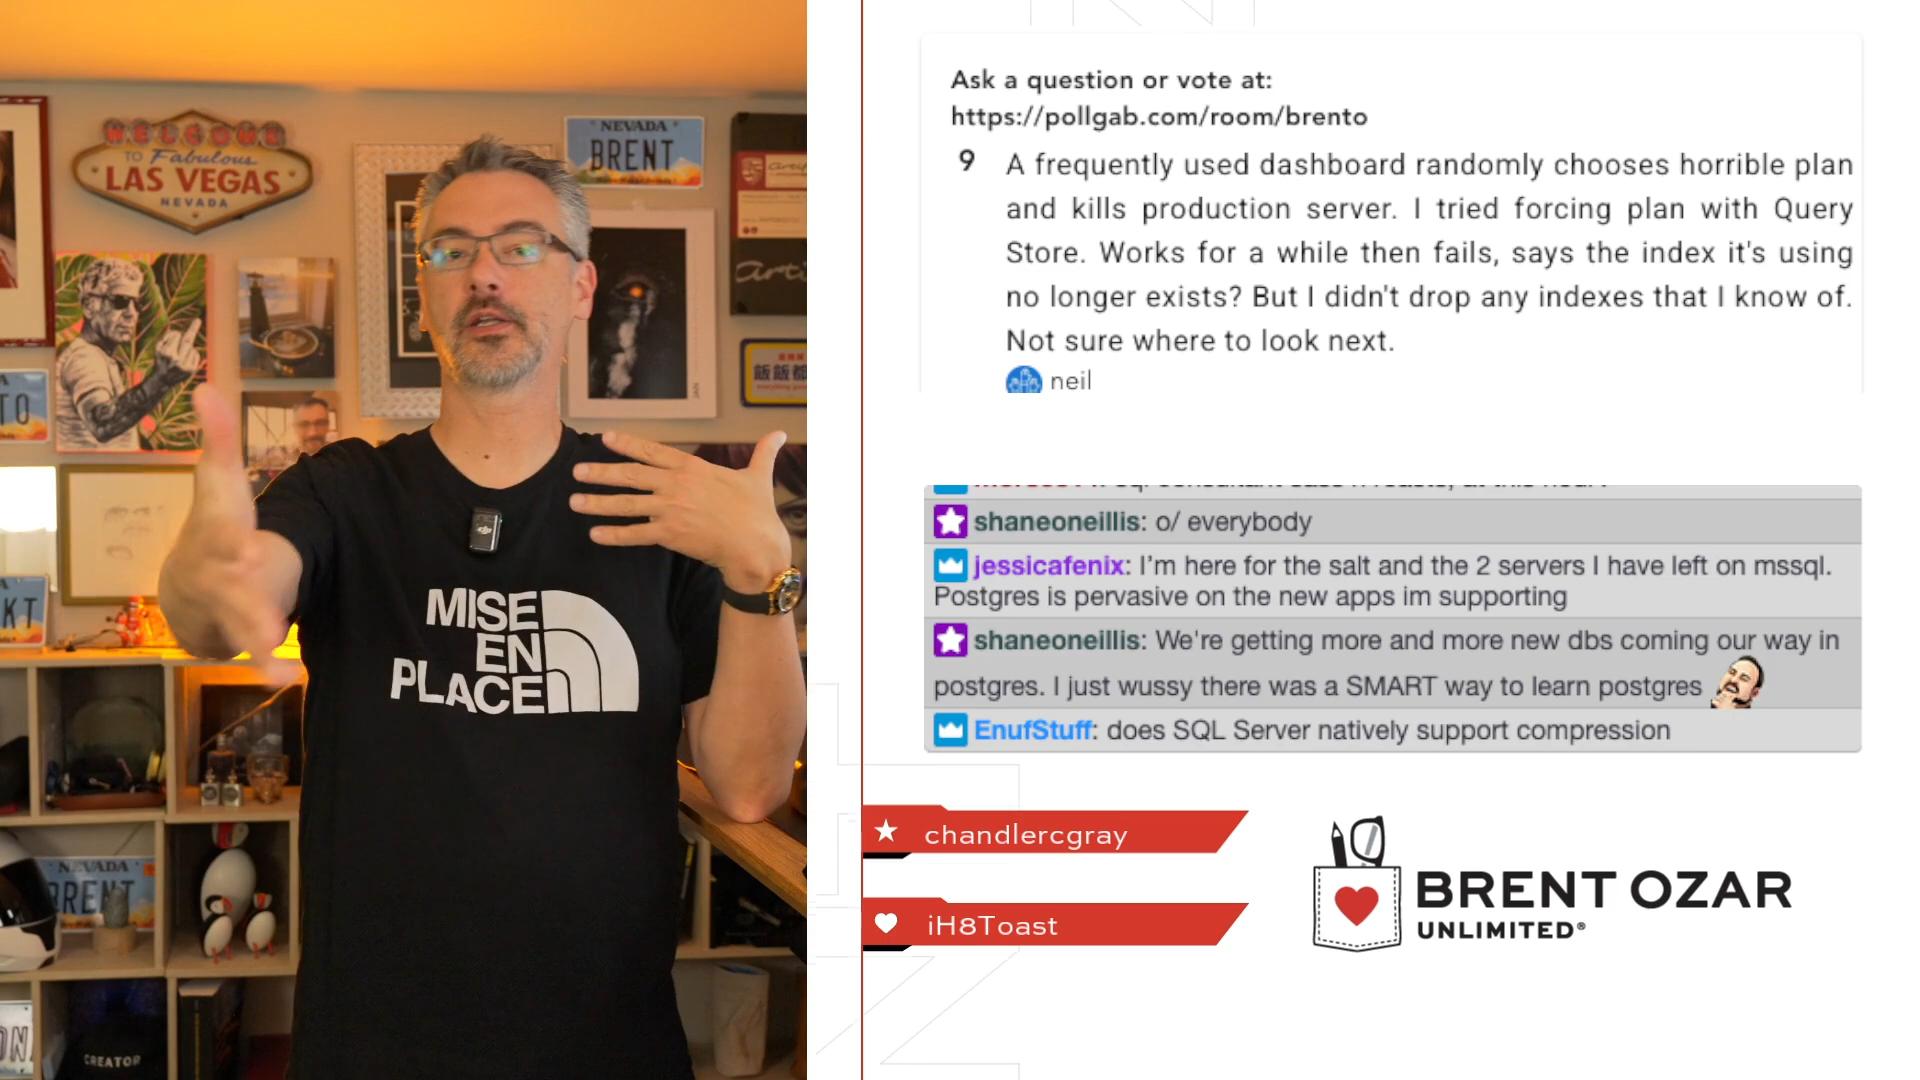 WELCOME
TO Fabulous
LAS VEGAS
NEVADA
NEVADA
BRENT
MISE
EN
PLACE
NEVADA
BRENT
CREATOR
Ask a question or vote at:
https://pollgab.com/room/brento
9 A frequently used dashboard randomly chooses horrible plan
and kills production server. I tried forcing plan with Query
Store. Works for a while then fails, says the index it's using
no longer exists? But I didn't drop any indexes that I know of.
Not sure where to look next.
neil
shaneoneillis: o/ everybody
jessicafenix: I'm here for the salt and the 2 servers I have left on mssql.
Postgres is pervasive on the new apps im supporting
shaneoneillis: We're getting more and more new dbs coming our way in
postgres. I just wussy there was a SMART way to learn postgres
EnufStuff: does SQL Server natively support compression
chandlercgray
iH8Toast
BRENT OZAR
UNLIMITED®